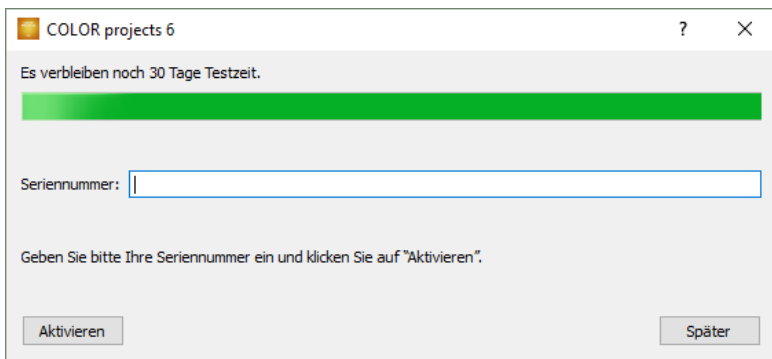 COLOR projects 6
Es verbleiben noch 30 Tage Testzeit.
Seriennummer:
Geben Sie bitte Ihre Seriennummer ein und klicken Sie auf “Aktivieren”.
Aktivieren Später